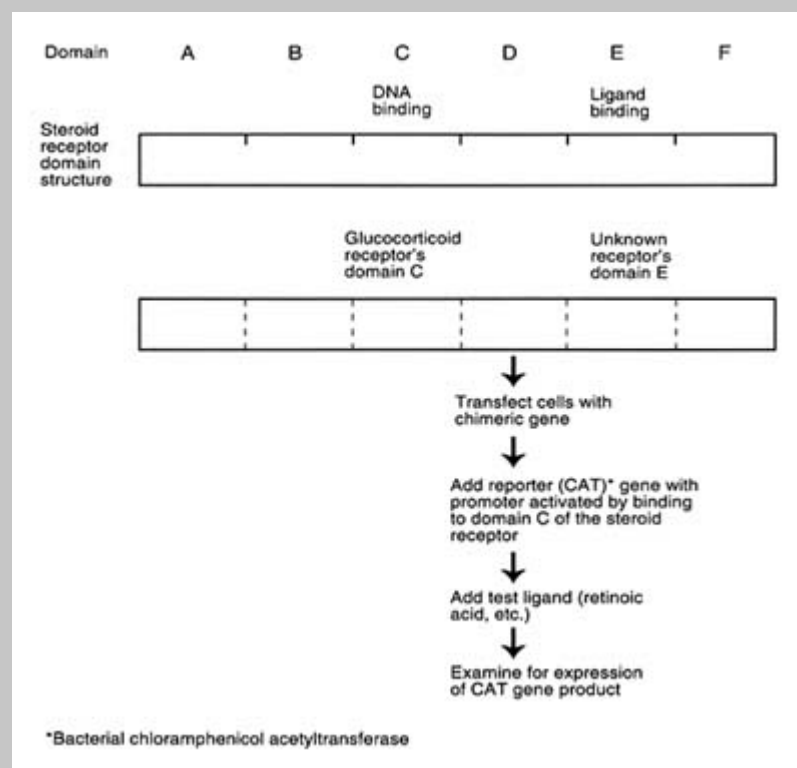 Domain A B C D E F
DNA
binding
Ligand
binding
Steroid
receptor
domain
structure
Glucocorticoid
receptor's
domain C
Unknown
receptor's
domain E
Transfect cells with
chimeric gene
Add reporter (CAT)* gene with
promoter activated by binding
to domain C of the steroid
receptor
Add test ligand (retinoic
acid, etc.)
Examine for expression
of CAT gene product
*Bacterial chloramphenicol acetyltransferase